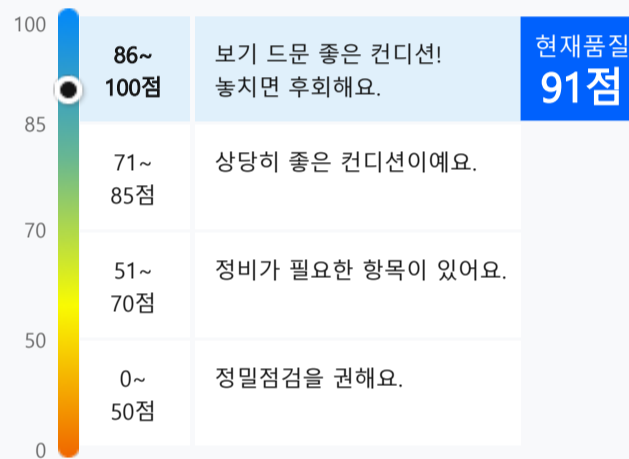 100
86~
100점
보기 드문 좋은 컨디션!
놓치면 후회해요.
현재품질
91점
85
71~
85점
상당히 좋은 컨디션이예요.
70
51~
70점
정비가 필요한 항목이 있어요.
50
0~
50점
정밀점검을 권해요.
0